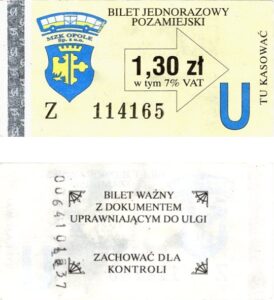 BILET JEDNORAZOWY
POZAMIEJSKI
MZK OPOLE
Sp. z o.o.
1,30 zł
w tym 7% VAT
TU KASOWAĆ
Z 114165
U
BILET WAŻNY
Z DOKUMENTEM
UPRAWNIAJĄCYM DO ULGI
ZACHOWAĆ DLA
KONTROLI